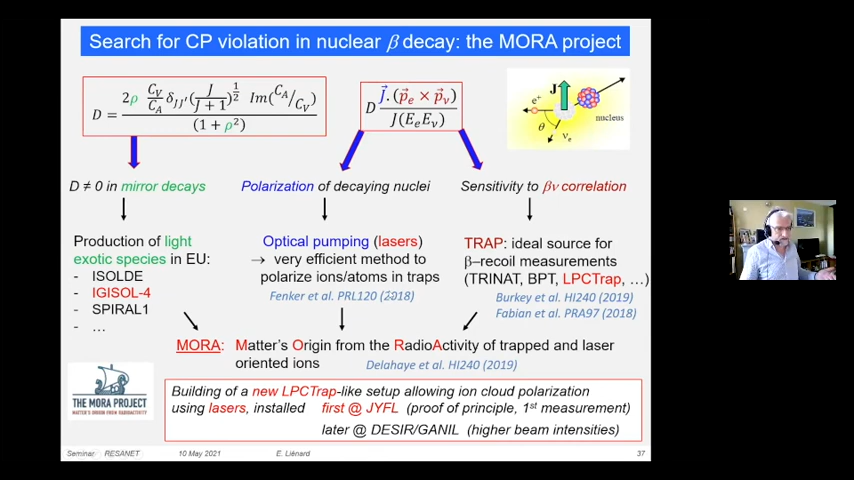 Search for CP violation in nuclear β decay: the MORA project
D = 2ρ C_V/C_A δ_JJ' (J/(J+1))^(1/2) Im(C_A/C_V) / (1 + ρ²)
D J⃗.(p⃗_e × p⃗_ν) / J(E_e E_ν)
J
e⁺
θ
ν_e
nucleus
D ≠ 0 in mirror decays
Polarization of decaying nuclei
Sensitivity to βν correlation
Production of light
exotic species in EU:
- ISOLDE
- IGISOL-4
- SPIRAL1
- ...
Optical pumping (lasers)
→ very efficient method to
polarize ions/atoms in traps
Fenker et al. PRL120 (2018)
TRAP: ideal source for
β-recoil measurements
(TRINAT, BPT, LPCTrap, ...)
Burkey et al. HI240 (2019)
Fabian et al. PRA97 (2018)
MORA: Matter's Origin from the RadioActivity of trapped and laser
oriented ions Delahaye et al. HI240 (2019)
THE MORA PROJECT
MATTER'S ORIGIN FROM RADIOACTIVITY
Building of a new LPCTrap-like setup allowing ion cloud polarization
using lasers, installed first @ JYFL (proof of principle, 1st measurement)
later @ DESIR/GANIL (higher beam intensities)
Seminar RESANET 10 May 2021 E. Liénard 37